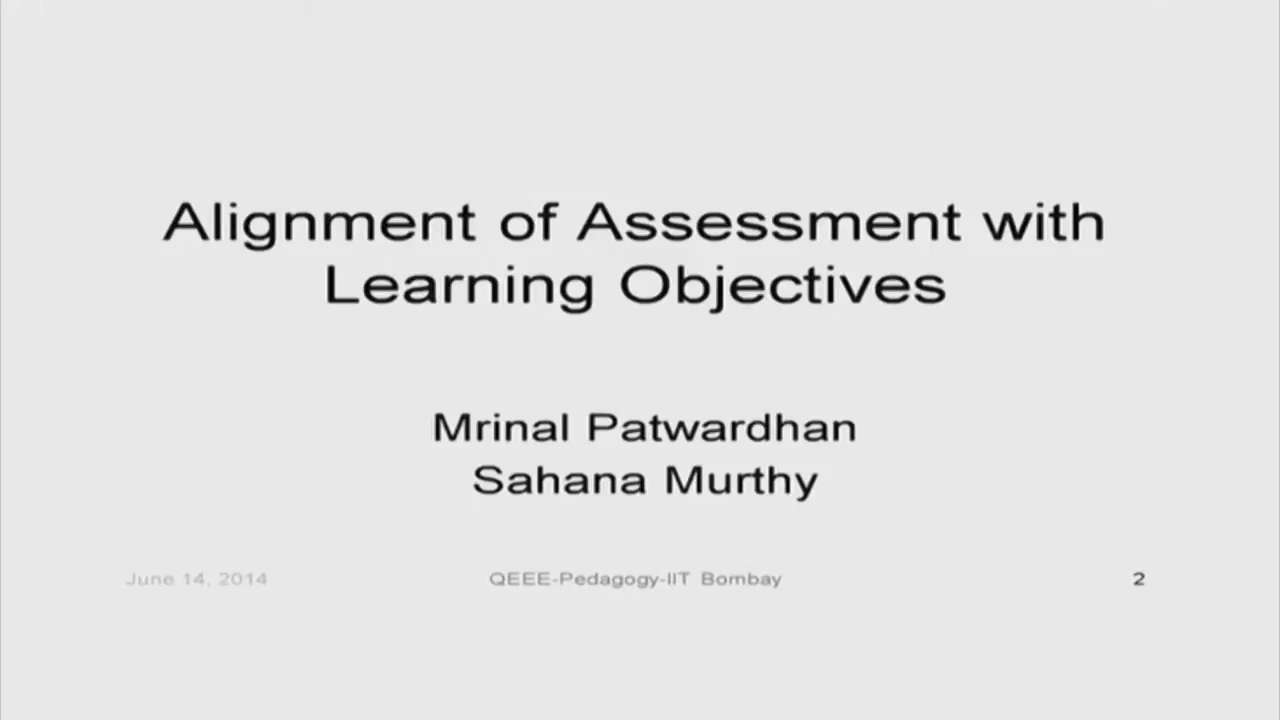 Alignment of Assessment with
Learning Objectives
Mrinal Patwardhan
Sahana Murthy
June 14, 2014 QEEE-Pedagogy-IIT Bombay 2